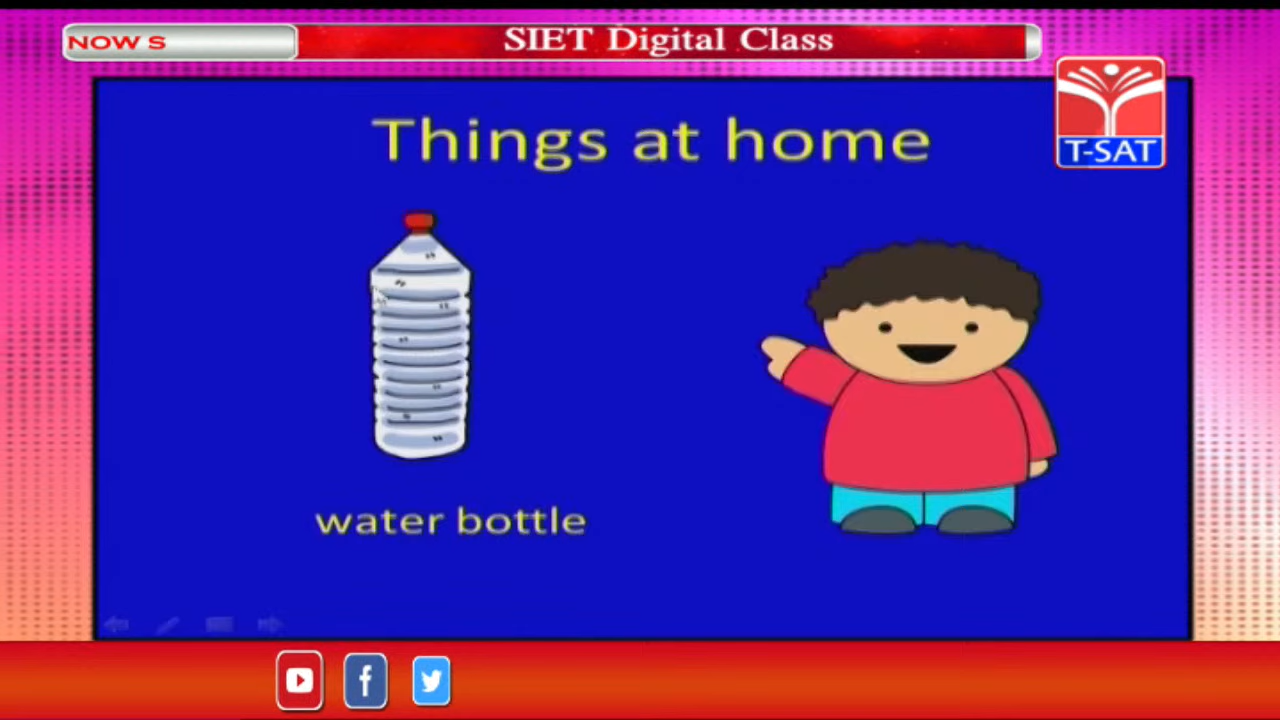 NOW S
SIET Digital Class
T-SAT
Things at home
water bottle